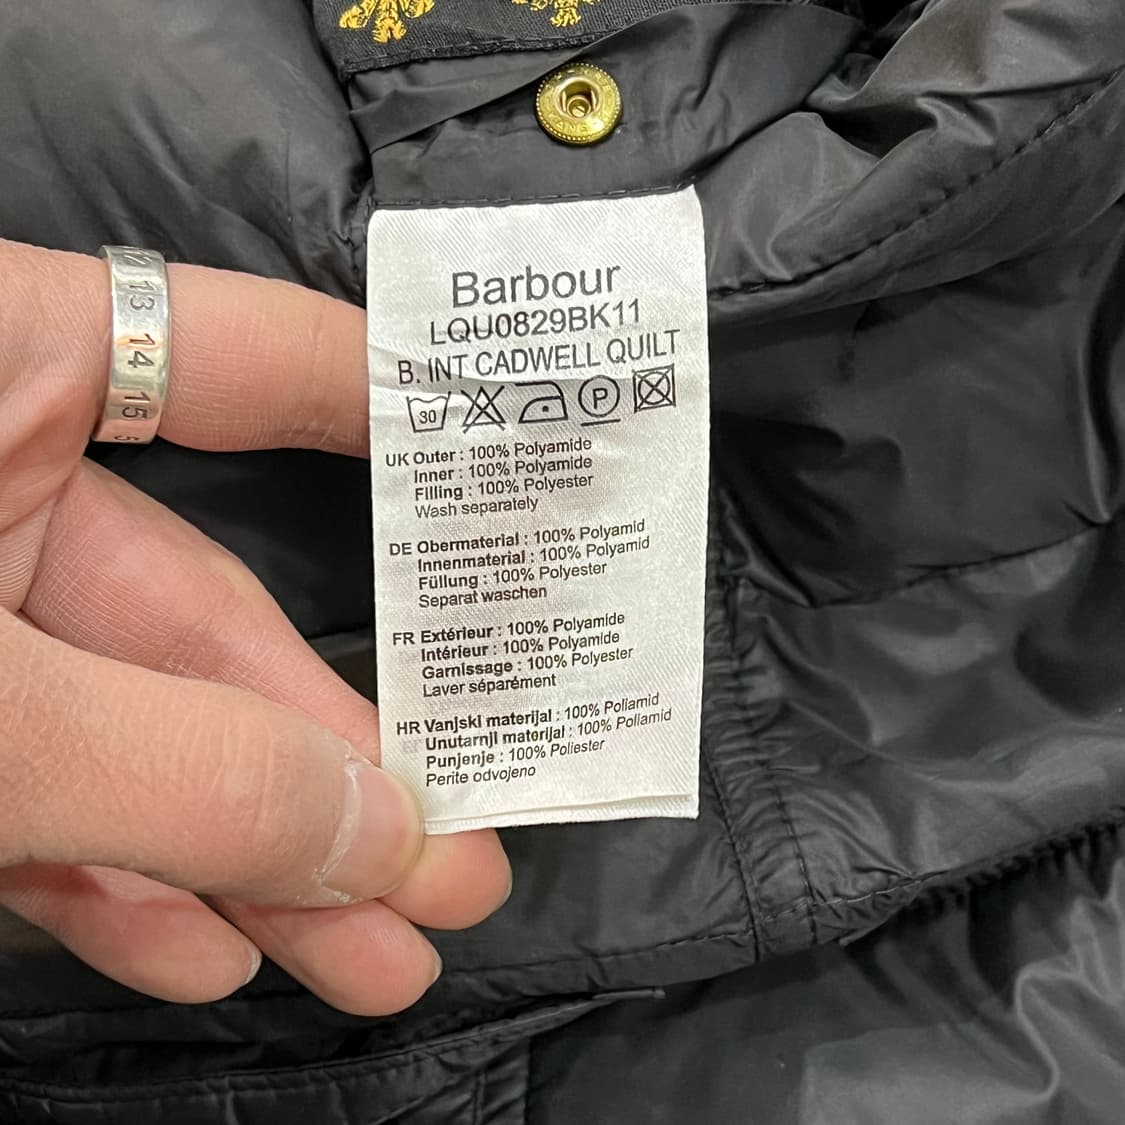 13 14 15
Barbour
LQU0829BK11
B. INT CADWELL QUILT
30 P
UK Outer : 100% Polyamide
Inner : 100% Polyamide
Filling : 100% Polyester
Wash separately
DE Obermaterial : 100% Polyamid
Innenmaterial : 100% Polyamid
Füllung : 100% Polyester
Separat waschen
FR Extérieur : 100% Polyamide
Intérieur : 100% Polyamide
Garnissage : 100% Polyester
Laver séparément
HR Vanjski materijal : 100% Poliamid
Unutarnji materijal : 100% Poliamid
Punjenje : 100% Poliester
Perite odvojeno